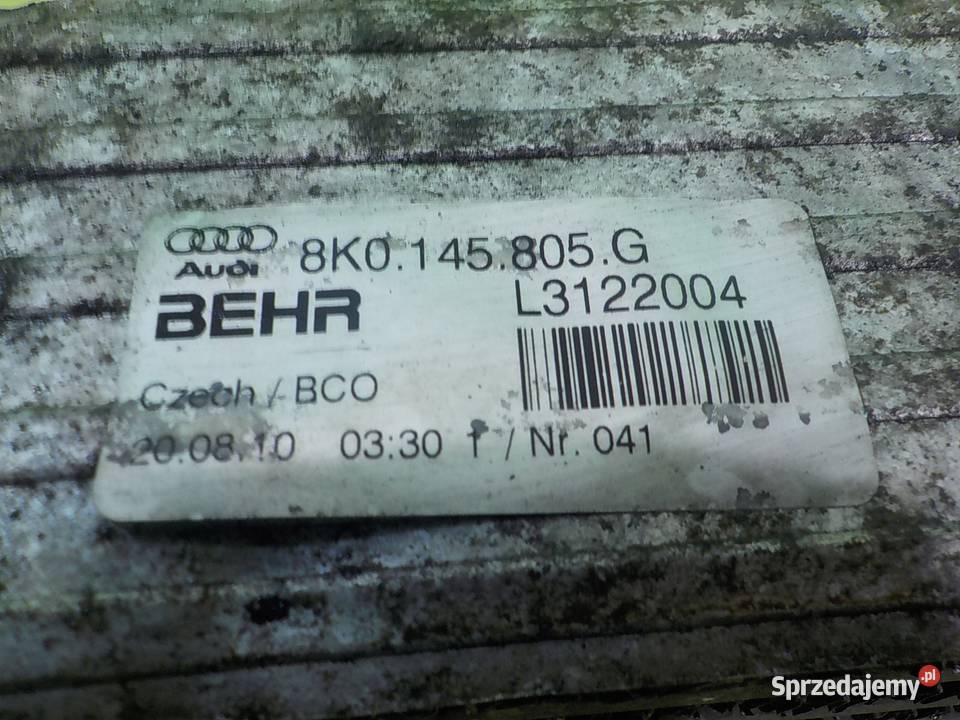 Audi 8K0.145.805.G
BEHR L3122004
Czech / BCO
20.08.10 03:30 1 / Nr. 041
Sprzedajemy.pl